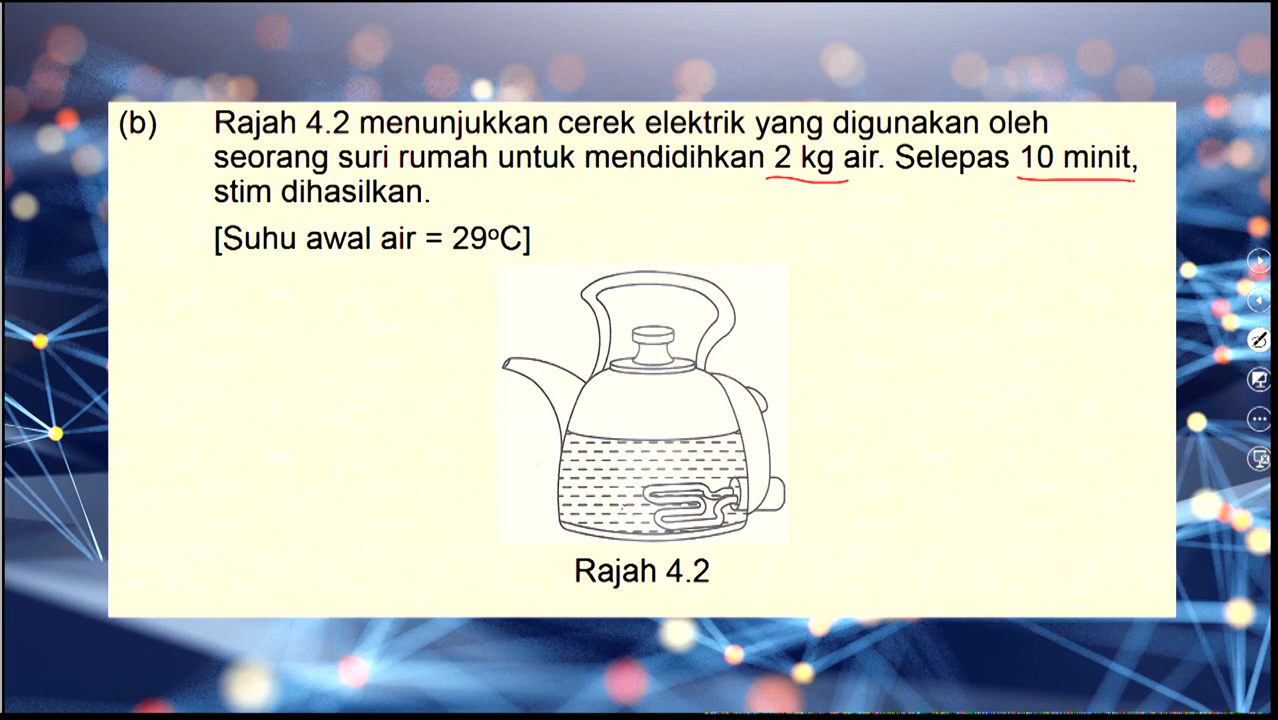 (b) Rajah 4.2 menunjukkan cerek elektrik yang digunakan oleh
seorang suri rumah untuk mendidihkan 2 kg air. Selepas 10 minit,
stim dihasilkan.
[Suhu awal air = 29ºC]
Rajah 4.2